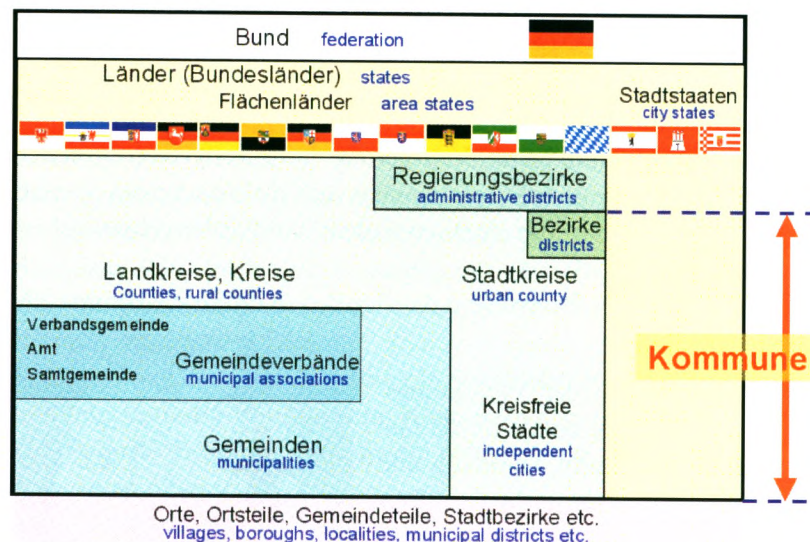 Bund federation
Länder (Bundesländer) states
Flächenländer area states
Stadtstaaten
city states
Regierungsbezirke
administrative districts
Bezirke
districts
Landkreise, Kreise
Counties, rural counties
Stadtkreise
urban county
Verbandsgemeinde
Amt
Samtgemeinde
Gemeindeverbände
municipal associations
Kommune
Kreisfreie
Städte
independent
cities
Gemeinden
municipalities
Orte, Ortsteile, Gemeindeteile, Stadtbezirke etc.
villages, boroughs, localities, municipal districts etc.